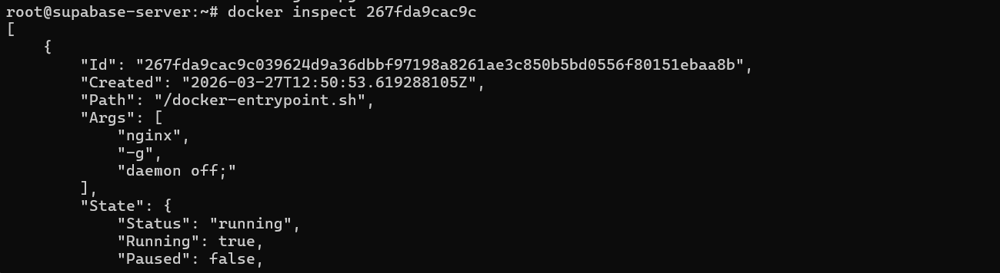 root@supabase-server:~# docker inspect 267fda9cac9c
[
    {
        "Id": "267fda9cac9c039624d9a36dbbf97198a8261ae3c850b5bd0556f80151ebaa8b",
        "Created": "2026-03-27T12:50:53.619288105Z",
        "Path": "/docker-entrypoint.sh",
        "Args": [
            "nginx",
            "-g",
            "daemon off;"
        ],
        "State": {
            "Status": "running",
            "Running": true,
            "Paused": false,